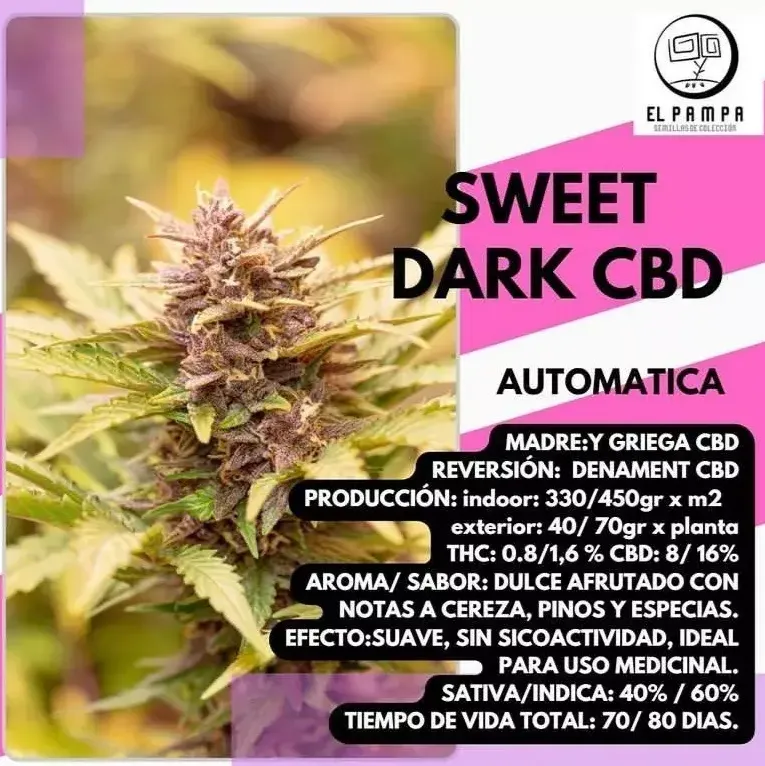 EL PAMPA
SEMILLAS DE COLECCIÓN
SWEET
DARK CBD
AUTOMATICA
MADRE:Y GRIEGA CBD
REVERSIÓN: DENAMENT CBD
PRODUCCIÓN: indoor: 330/450gr x m2
exterior: 40/ 70gr x planta
THC: 0.8/1,6 % CBD: 8/ 16%
AROMA/ SABOR: DULCE AFRUTADO CON
NOTAS A CEREZA, PINOS Y ESPECIAS.
EFECTO:SUAVE, SIN SICOACTIVIDAD, IDEAL
PARA USO MEDICINAL.
SATIVA/INDICA: 40% / 60%
TIEMPO DE VIDA TOTAL: 70/ 80 DIAS.